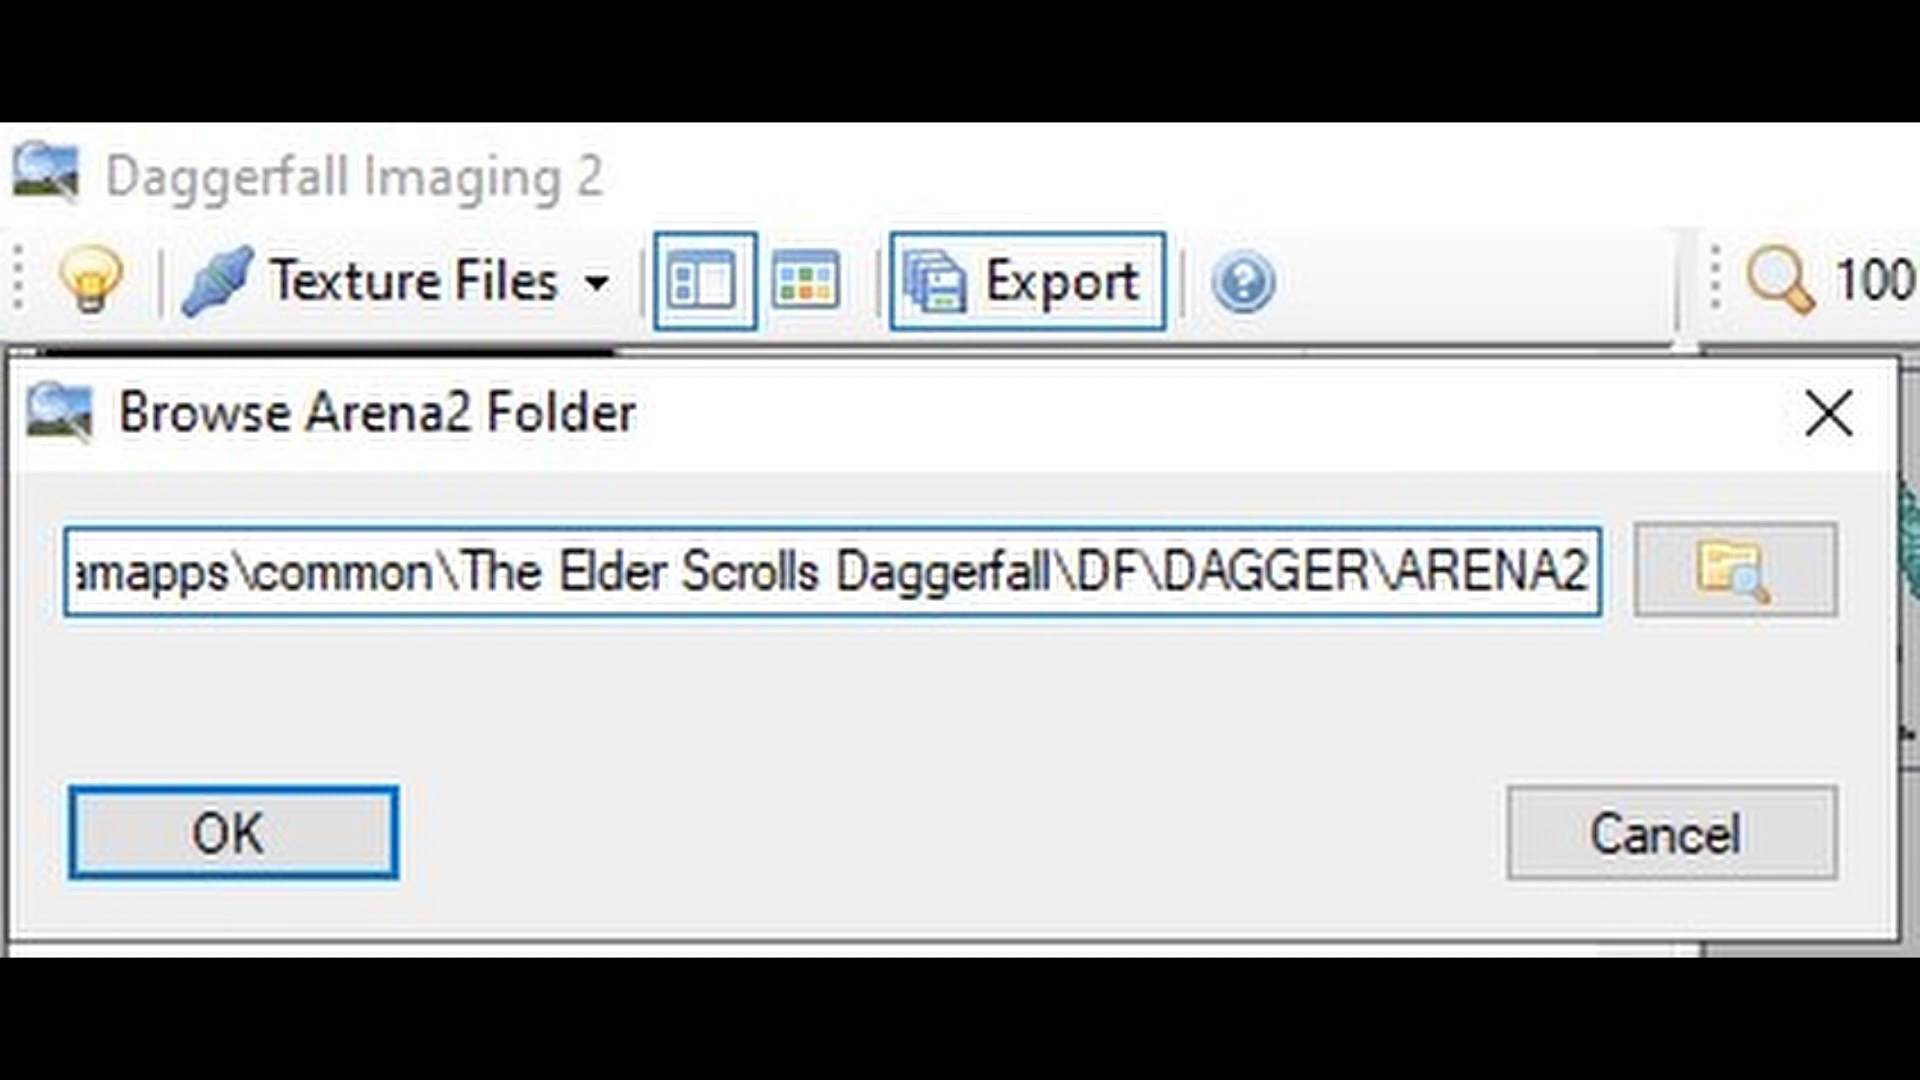 Daggerfall Imaging 2
Texture Files Export 100
Browse Arena2 Folder
amapps\common\The Elder Scrolls Daggerfall\DF\DAGGER\ARENA2
OK Cancel